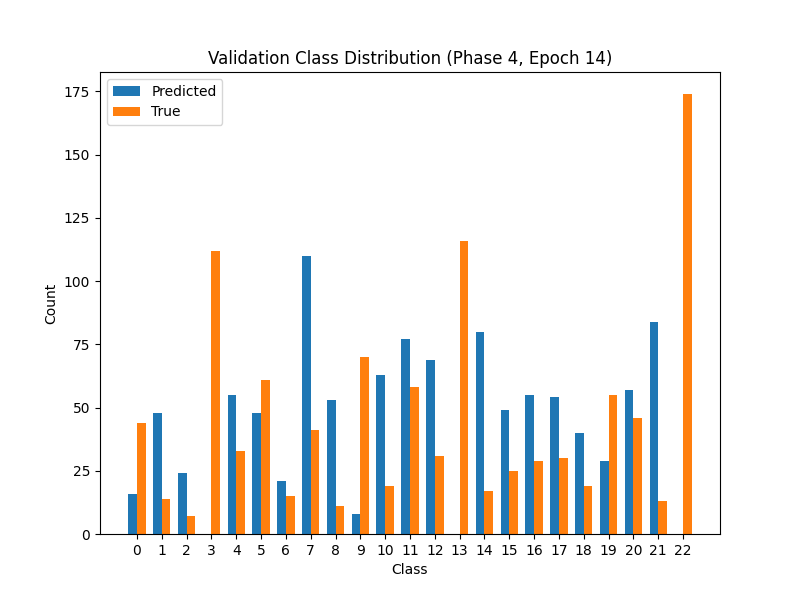 Validation Class Distribution (Phase 4, Epoch 14)
Predicted
True
175
150
125
100
75
50
25
0
Count
0 1 2 3 4 5 6 7 8 9 10 11 12 13 14 15 16 17 18 19 20 21 22
Class